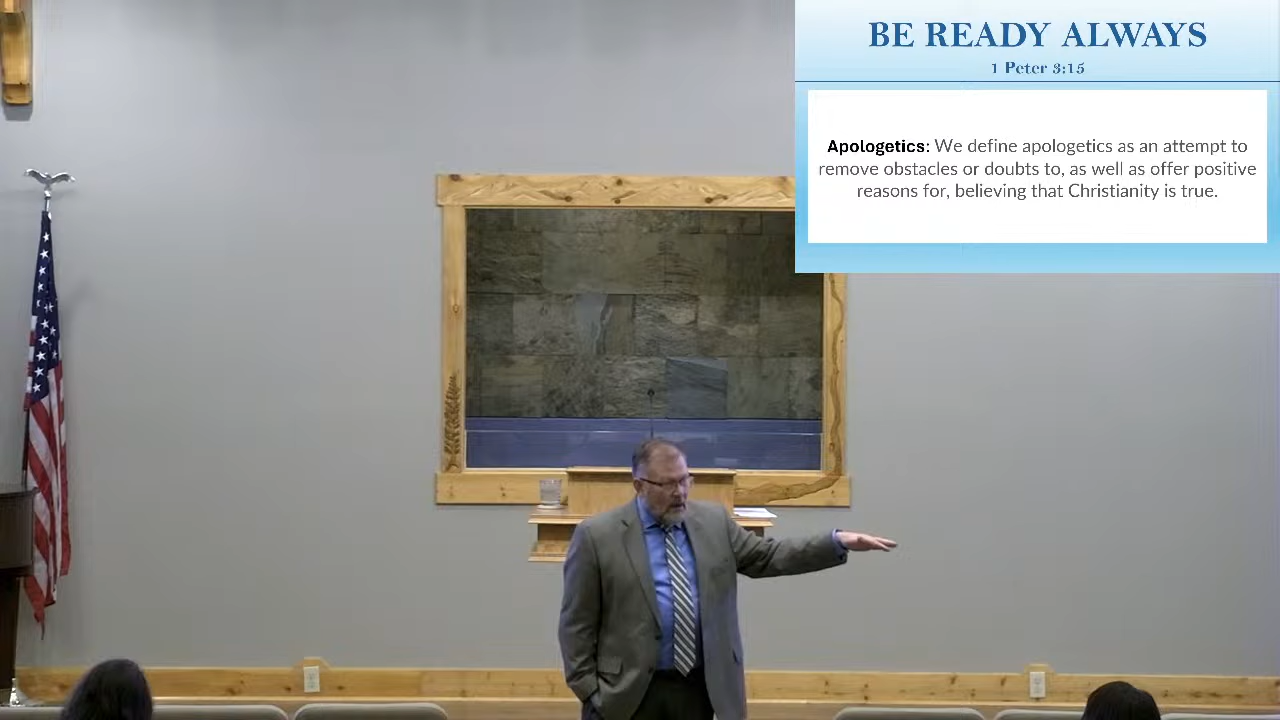 BE READY ALWAYS
1 Peter 3:15
Apologetics: We define apologetics as an attempt to
remove obstacles or doubts to, as well as offer positive
reasons for, believing that Christianity is true.